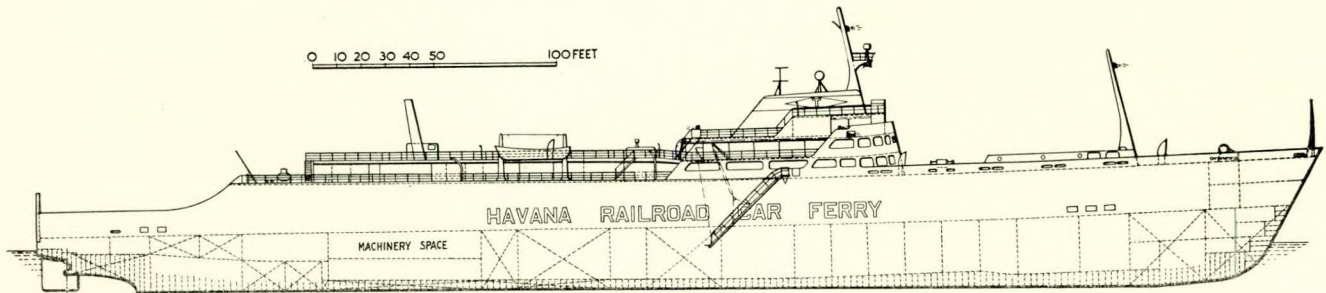 0 10 20 30 40 50 100 FEET
HAVANA RAILROAD CAR FERRY
MACHINERY SPACE